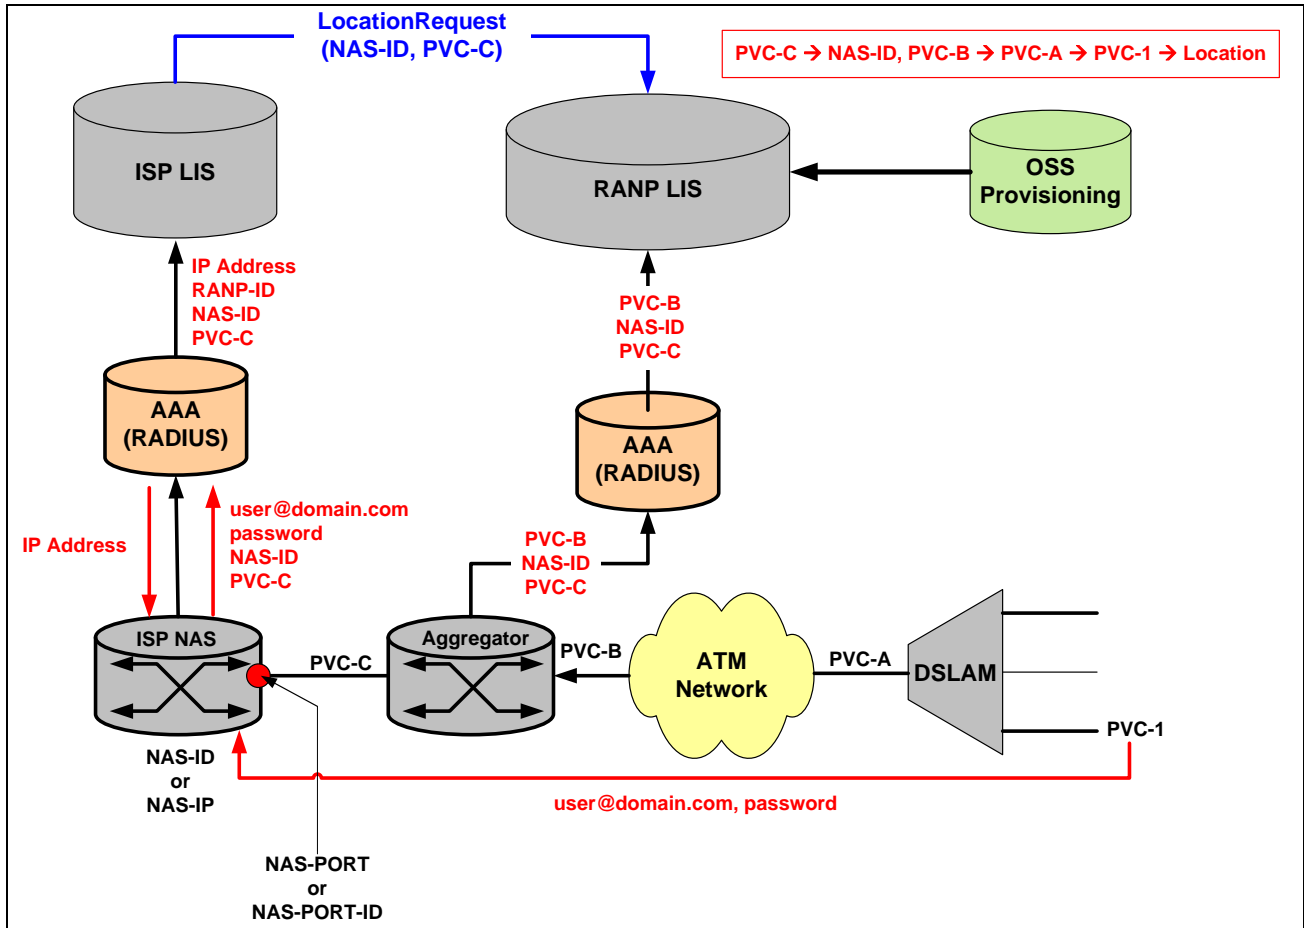 LocationRequest
(NAS-ID, PVC-C)
PVC-C → NAS-ID, PVC-B → PVC-A → PVC-1 → Location
ISP LIS
RANP LIS
OSS
Provisioning
IP Address
RANP-ID
NAS-ID
PVC-C
PVC-B
NAS-ID
PVC-C
AAA
(RADIUS)
AAA
(RADIUS)
IP Address
user@domain.com
password
NAS-ID
PVC-C
PVC-B
NAS-ID
PVC-C
ISP NAS
PVC-C
Aggregator
PVC-B
ATM
Network
PVC-A
DSLAM
PVC-1
NAS-ID
or
NAS-IP
user@domain.com, password
NAS-PORT
or
NAS-PORT-ID